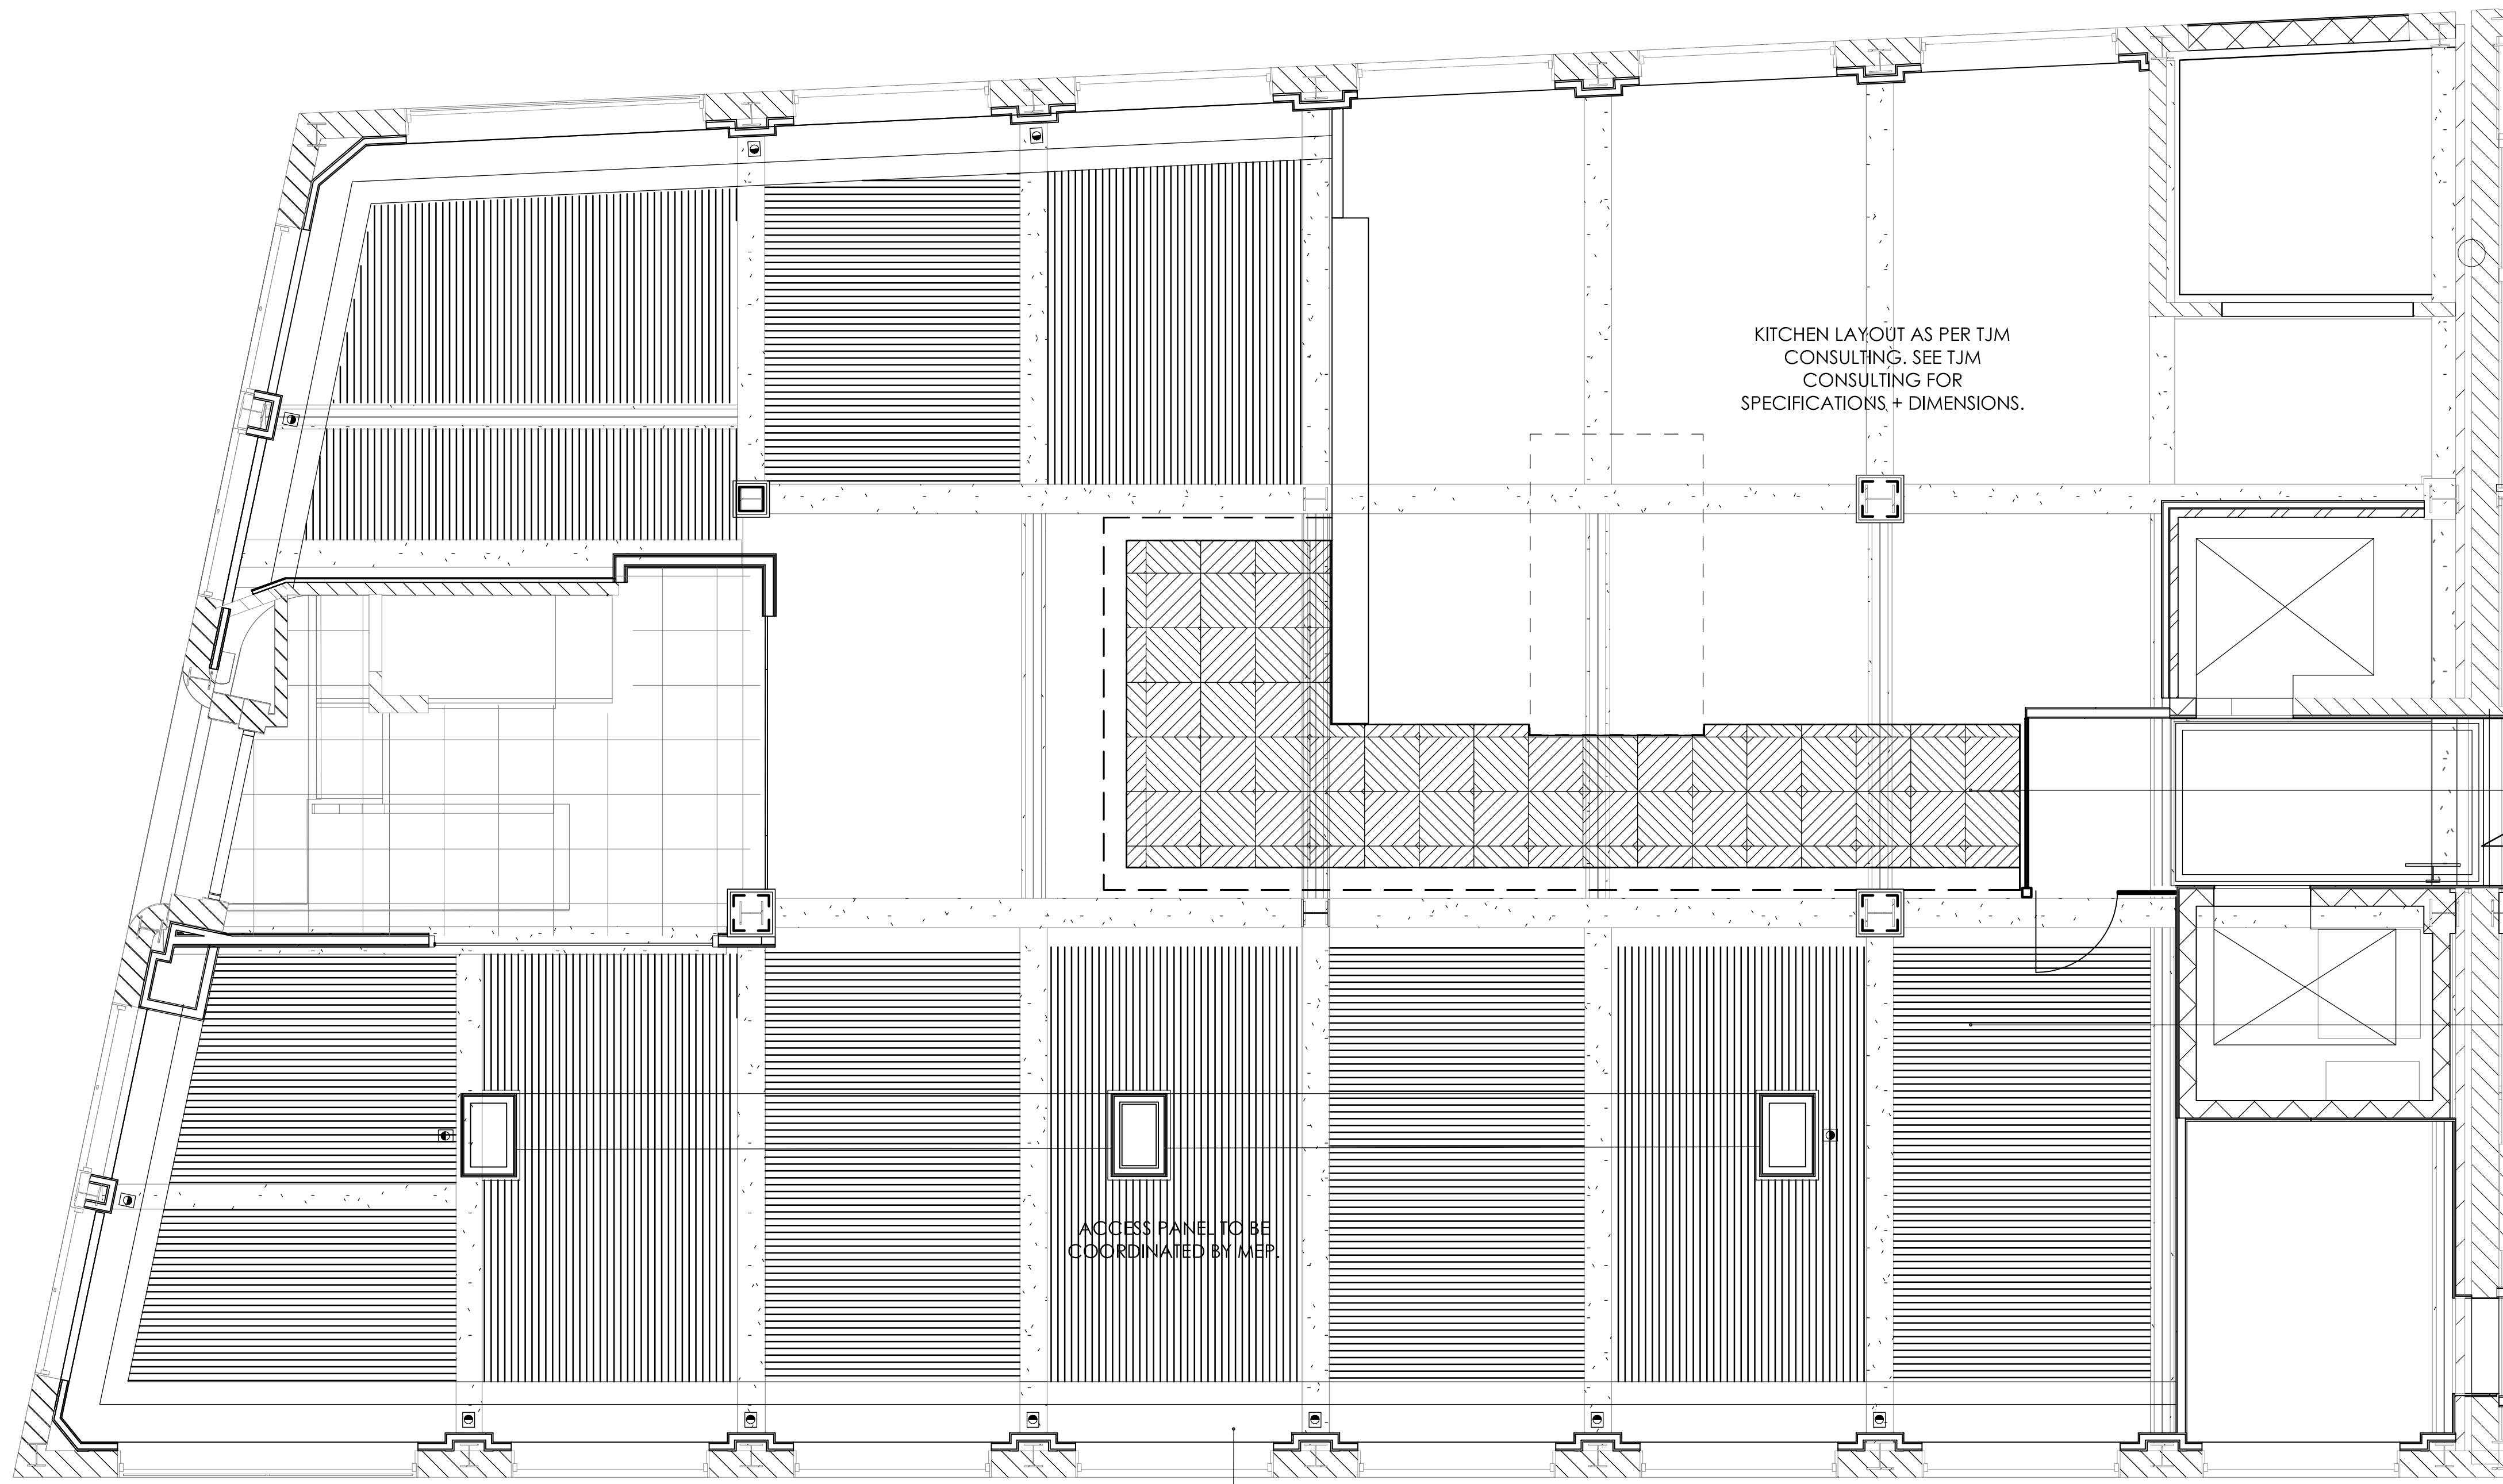 KITCHEN LAYOUT AS PER TJM
CONSULTING. SEE TJM
CONSULTING FOR
SPECIFICATIONS + DIMENSIONS.
ACCESS PANEL TO BE
COORDINATED BY MEP.